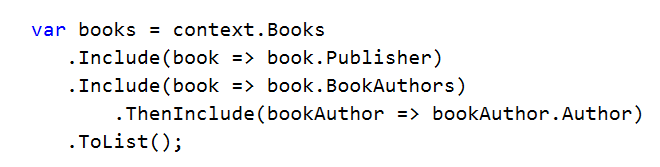 var books = context.Books
.Include(book => book.Publisher)
.Include(book => book.BookAuthors)
.ThenInclude(bookAuthor => bookAuthor.Author)
.ToList();